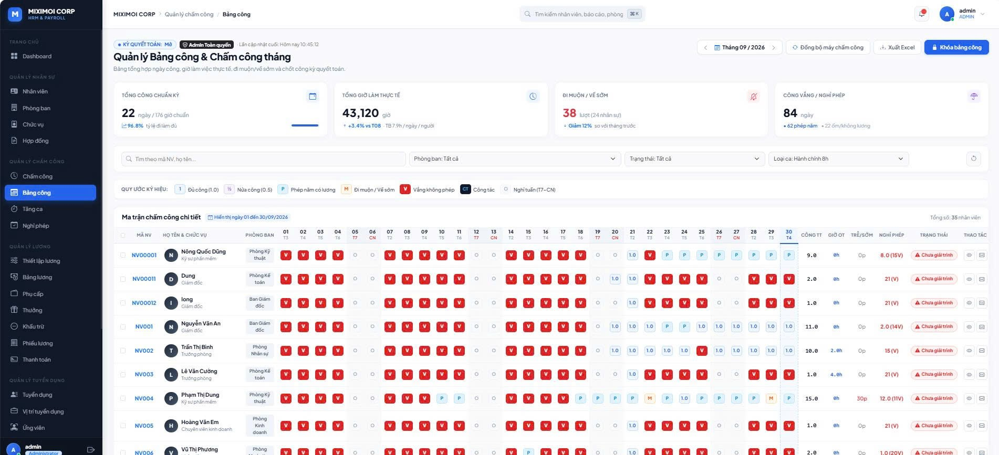 MIXIMOI CORP
HRM & PAYROLL
TRANG CHỦ
Dashboard
QUẢN LÝ NHÂN SỰ
Nhân viên
Phòng ban
Chức vụ
Hợp đồng
QUẢN LÝ CHẤM CÔNG
Chấm công
Bảng công
Tăng ca
Nghỉ phép
QUẢN LÝ LƯƠNG
Thiết lập lương
Bảng lương
Phụ cấp
Thưởng
Khấu trừ
Phiếu lương
Thanh toán
QUẢN LÝ TUYỂN DỤNG
Tuyển dụng
Vị trí tuyển dụng
Ứng viên
A admin
Administrator
MIXIMOI CORP > Quản lý chấm công / Bảng công
Tìm kiếm nhân viên, báo cáo, phòng ⌘K
A admin
ADMIN
• KỲ QUYẾT TOÁN: Mở Admin Toàn quyền · Lần cập nhật cuối: Hôm nay 10:45:12
Quản lý Bảng công & Chấm công tháng
Bảng tổng hợp ngày công, giờ làm việc thực tế, đi muộn/về sớm và chốt công kỳ quyết toán.
< Tháng 09 / 2026 > Đồng bộ máy chấm công Xuất Excel Khóa bảng công
TỔNG CÔNG CHUẨN KỲ
22 ngày / 176 giờ chuẩn
96.8% tỷ lệ đi làm đủ
TỔNG GIỜ LÀM THỰC TẾ
43,120 giờ
↑ +3.4% vs T08 · TB 7.9h / ngày / người
ĐI MUỘN / VỀ SỚM
38 lượt (24 nhân sự)
↓ Giảm 12% so với tháng trước
CÔNG VẮNG / NGHỈ PHÉP
84 ngày
• 62 phép năm • 22 ốm/không lương
Tìm theo mã NV, họ tên... Phòng ban: Tất cả Trạng thái: Tất cả Loại ca: Hành chính 8h
QUY ƯỚC KÝ HIỆU: 1 Đủ công (1.0) ½ Nửa công (0.5) P Phép năm có lương M Đi muộn / Về sớm V Vắng không phép CT Công tác O Nghỉ tuần (T7-CN)
Ma trận chấm công chi tiết Hiển thị ngày 01 đến 30/09/2026 Tổng số: 35 nhân viên
MÃ NV HỌ TÊN & CHỨC VỤ PHÒNG BAN 01 02 03 04 05 06 07 08 09 10 11 12 13 14 15 16 17 18 19 20 21 22 23 24 25 26 27 28 29 30 CÔNG TT GIỜ OT TRỄ/SỚM NGHỈ PHÉP TRẠNG THÁI THAO TÁC
T3 T4 T5 T6 T7 CN T2 T3 T4 T5 T6 T7 CN T2 T3 T4 T5 T6 T7 CN T2 T3 T4 T5 T6 T7 CN T2 T3 T4
NV00001 N Nông Quốc Dũng Kỹ sư phần mềm Phòng Kỹ thuật V V V V O O V V V V V O O V V V V V O O 1.0 V P P P P P P P P 9.0 0h 0p 8.0 (15V) Chưa giải trình
NV00011 D Dung Giám đốc Phòng Kế toán V V V V O O V V V V V O O V V V V V O 1.0 1.0 V V V V O O V V V 2.0 0h 0p 21 (V) Chưa giải trình
NV00012 I long Giám đốc Ban Giám đốc V V V V O O V V V V V O O V V V V V O O 1.0 V V V V O O V V V 1.0 0h 0p 21 (V) Chưa giải trình
NV001 N Nguyễn Văn An Giám đốc Ban Giám đốc V V V V O O V V V V V O O V V V V V O 1.0 1.0 1.0 P P 1.0 1.0 1.0 1.0 1.0 1.0 11.0 0h 0p 2.0 (14V) Chưa giải trình
NV002 T Trần Thị Bình Trưởng phòng Phòng Nhân sự V V V V O O V V V V V O O V V V V V O 1.0 1.0 1.0 1.0 1.0 V 1.0 1.0 1.0 1.0 1.0 10.0 2.0h 0p 15 (V) Chưa giải trình
NV003 L Lê Văn Cường Trưởng phòng Phòng Kế toán V V V V O O V V V V V O O V V V V V O O 1.0 V V V V O O V V V 1.0 4.0h 0p 21 (V) Chưa giải trình
NV004 P Phạm Thị Dung Kỹ sư phần mềm Phòng Kỹ thuật V V V V O O V V V P P O O V V V V P P P P M P 1.0 P P P P M P 15.0 0h 30p 12.0 (11V) Chưa giải trình
NV005 H Hoàng Văn Em Chuyên viên kinh doanh Phòng Kinh doanh V V V V O O V V V V V O O V V V V V O O 1.0 V V V V O O V V V 1.0 0h 0p 21 (V) Chưa giải trình
NV006 V Vũ Thị Phương Phòng V V V V O O V V V V V O O V P V V V O O 1.0 V V V V O O V V V 2.0 0h 0p 1.0 (20V) Chưa giải trình